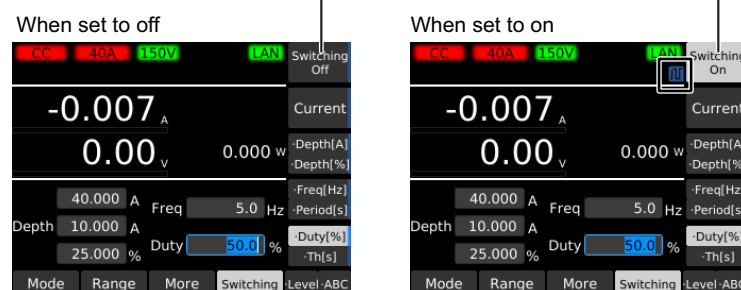 When set to off
CC 40A 150V LAN Switching Off
-0.007 A Current
0.00 V 0.000 W ·Depth[A] ·Depth[%]
40.000 A ·Freq[Hz]
Freq 5.0 Hz ·Period[s]
Depth 10.000 A
Duty 50.0 % ·Duty[%]
25.000 % ·Th[s]
Mode Range More Switching ·Level ·ABC
When set to on
CC 40A 150V LAN Switching On
-0.007 A Current
0.00 V 0.000 W ·Depth[A ·Depth[%
40.000 A ·Freq[Hz
Freq 5.0 Hz ·Period[s
Depth 10.000 A
Duty 50.0 % ·Duty[%
25.000 % ·Th[s]
Mode Range More Switching ·Level ·ABC